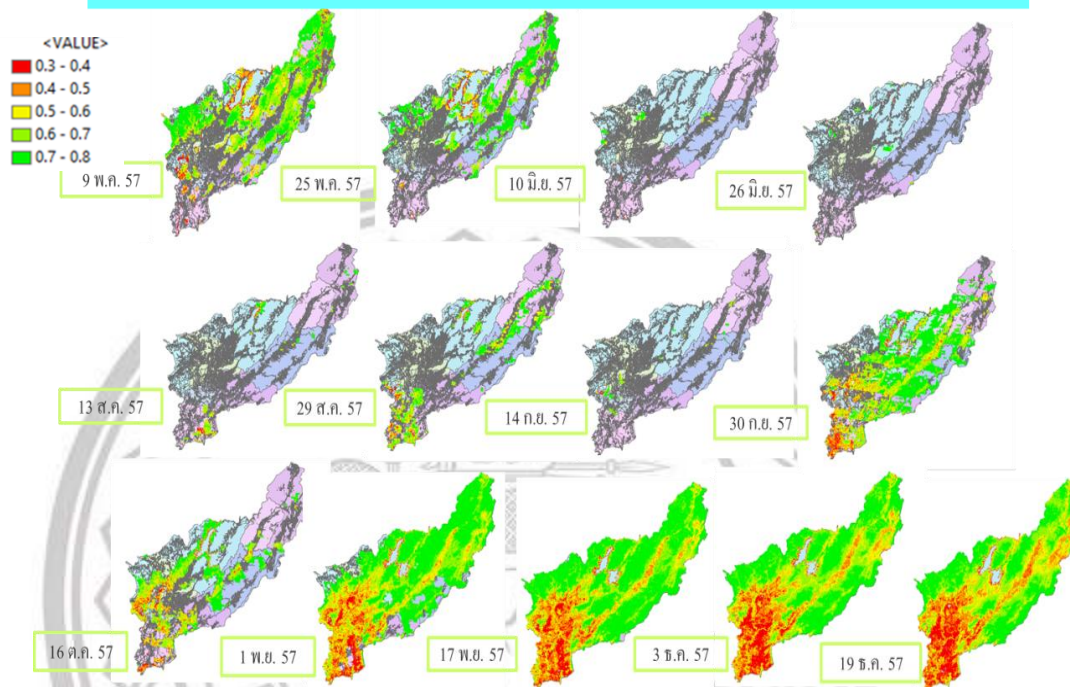 <VALUE>
0.3 - 0.4
0.4 - 0.5
0.5 - 0.6
0.6 - 0.7
0.7 - 0.8
9 พ.ค. 57
25 พ.ค. 57
10 มิ.ย. 57
26 มิ.ย. 57
13 ส.ค. 57
29 ส.ค. 57
14 ก.ย. 57
30 ก.ย. 57
16 ต.ค. 57
1 พ.ย. 57
17 พ.ย. 57
3 ธ.ค. 57
19 ธ.ค. 57